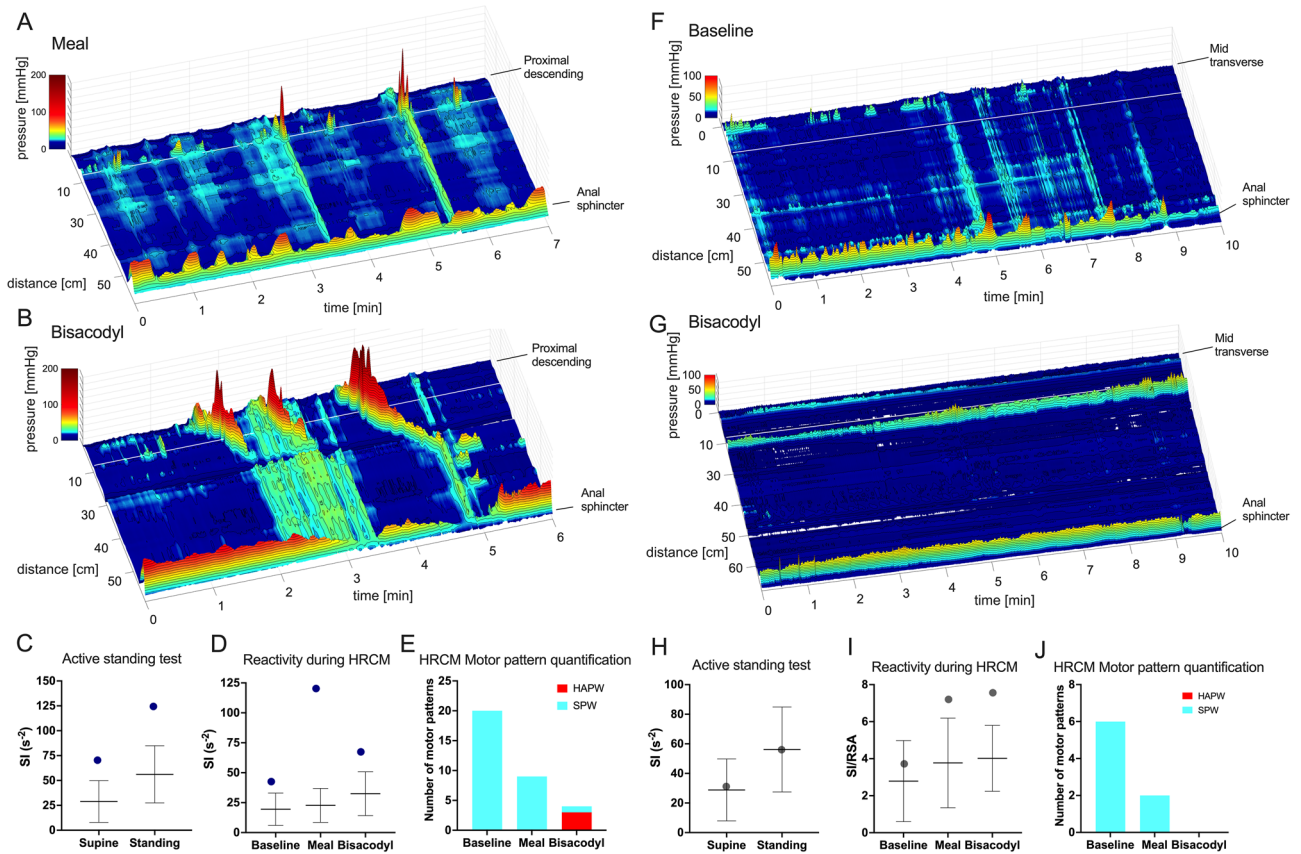 A
Meal
pressure [mmHg]
200
100
0
10
30
40
50
distance [cm]
0
1
2
3
4
5
6
7
time [min]
Proximal
descending
Anal
sphincter
B
Bisacodyl
pressure [mmHg]
200
100
0
10
30
40
50
distance [cm]
0
1
2
3
4
5
6
time [min]
Proximal
descending
Anal
sphincter
C
Active standing test
SI (s-2)
150
125
100
75
50
25
0
Supine Standing
D
Reactivity during HRCM
SI (s-2)
125
100
75
50
25
0
Baseline Meal Bisacodyl
E
HRCM Motor pattern quantification
Number of motor patterns
25
20
15
10
5
0
HAPW
SPW
Baseline Meal Bisacodyl
F
Baseline
pressure [mmHg]
100
50
0
0
10
30
40
50
distance [cm]
0
1
2
3
4
5
6
7
8
9
10
time [min]
Mid
transverse
Anal
sphincter
G
Bisacodyl
pressure [mmHg]
100
50
0
0
10
30
40
50
60
distance [cm]
0
1
2
3
4
5
6
7
8
9
10
time [min]
Mid
transverse
Anal
sphincter
H
Active standing test
SI (s-2)
100
80
60
40
20
0
Supine Standing
I
Reactivity during HRCM
SI/RSA
8
6
4
2
0
Baseline Meal Bisacodyl
J
HRCM Motor pattern quantification
Number of motor patterns
8
6
4
2
0
HAPW
SPW
Baseline Meal Bisacodyl